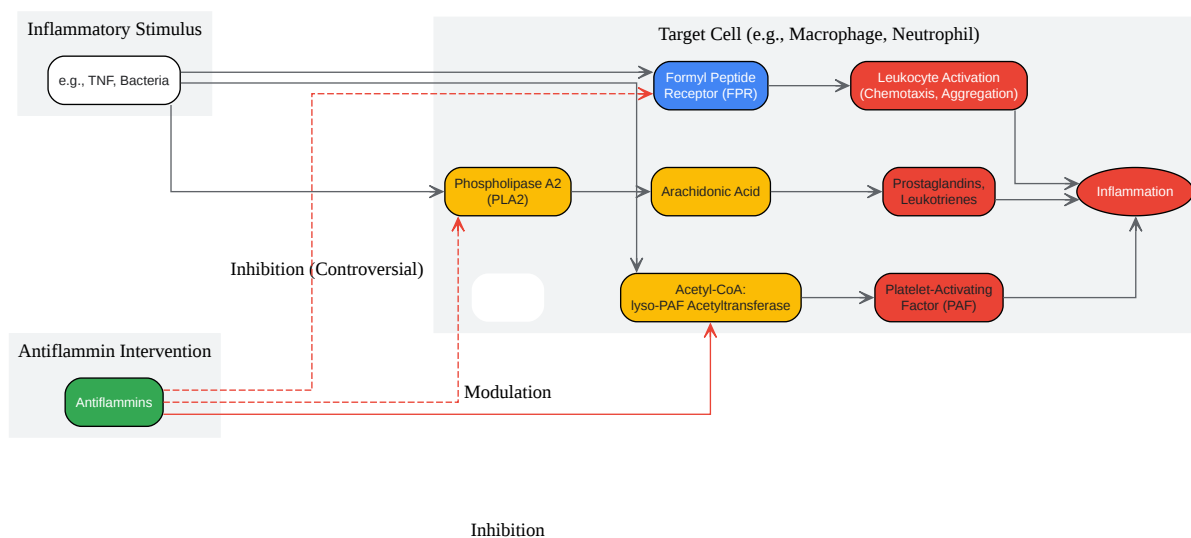 Inflammatory Stimulus
e.g., TNF, Bacteria
Target Cell (e.g., Macrophage, Neutrophil)
Formyl Peptide
Receptor (FPR)
Leukocyte Activation
(Chemotaxis, Aggregation)
Phospholipase A2
(PLA2)
Arachidonic Acid
Prostaglandins,
Leukotrienes
Inflammation
Inhibition (Controversial)
Acetyl-CoA:
lyso-PAF Acetyltransferase
Platelet-Activating
Factor (PAF)
Antiflammin Intervention
Antiflammins
Modulation
Inhibition